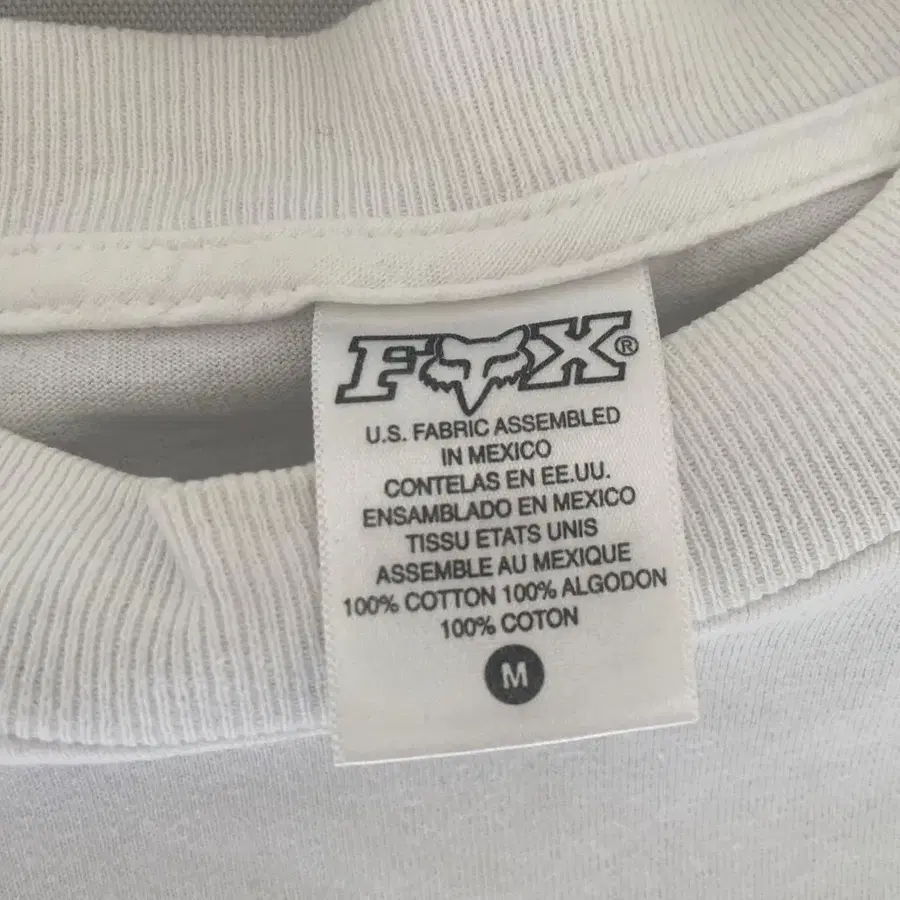 FOX®
U.S. FABRIC ASSEMBLED
IN MEXICO
CONTELAS EN EE.UU.
ENSAMBLADO EN MEXICO
TISSU ETATS UNIS
ASSEMBLE AU MEXIQUE
100% COTTON 100% ALGODON
100% COTON
M